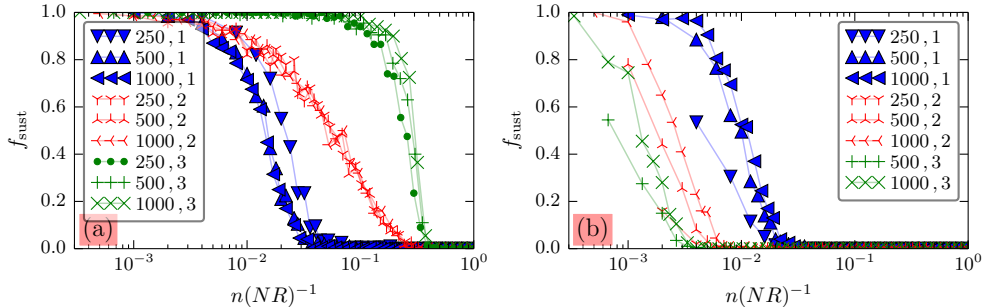 1.0
0.8
0.6
0.4
0.2
0.0
f_sust
250 , 1
500 , 1
1000 , 1
250 , 2
500 , 2
1000 , 2
250 , 3
500 , 3
1000 , 3
(a)
10⁻³ 10⁻² 10⁻¹ 10⁰
n(NR)⁻¹
1.0
0.8
0.6
0.4
0.2
0.0
f_sust
250 , 1
500 , 1
1000 , 1
250 , 2
500 , 2
1000 , 2
500 , 3
1000 , 3
(b)
10⁻³ 10⁻² 10⁻¹ 10⁰
n(NR)⁻¹